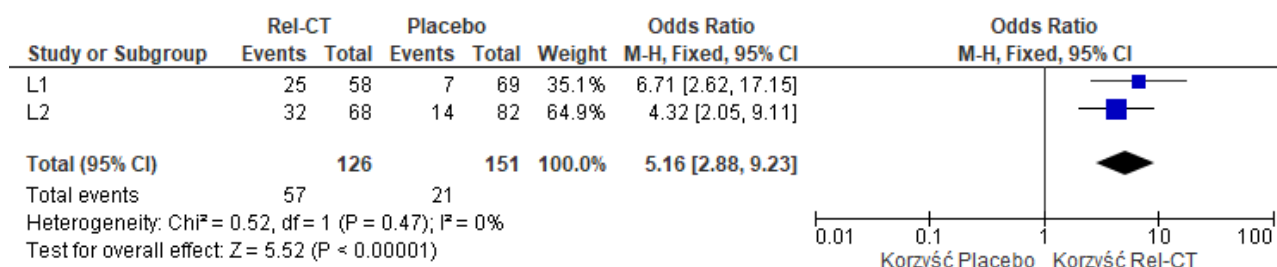 Rel-CT Placebo Odds Ratio Odds Ratio
Study or Subgroup Events Total Events Total Weight M-H, Fixed, 95% CI M-H, Fixed, 95% CI
L1 25 58 7 69 35.1% 6.71 [2.62, 17.15]
L2 32 68 14 82 64.9% 4.32 [2.05, 9.11]
Total (95% CI) 126 151 100.0% 5.16 [2.88, 9.23]
Total events 57 21
Heterogeneity: Chi² = 0.52, df = 1 (P = 0.47); I² = 0%
Test for overall effect: Z = 5.52 (P < 0.00001)
0.01 0.1 1 10 100
Korzyść Placebo Korzyść Rel-CT